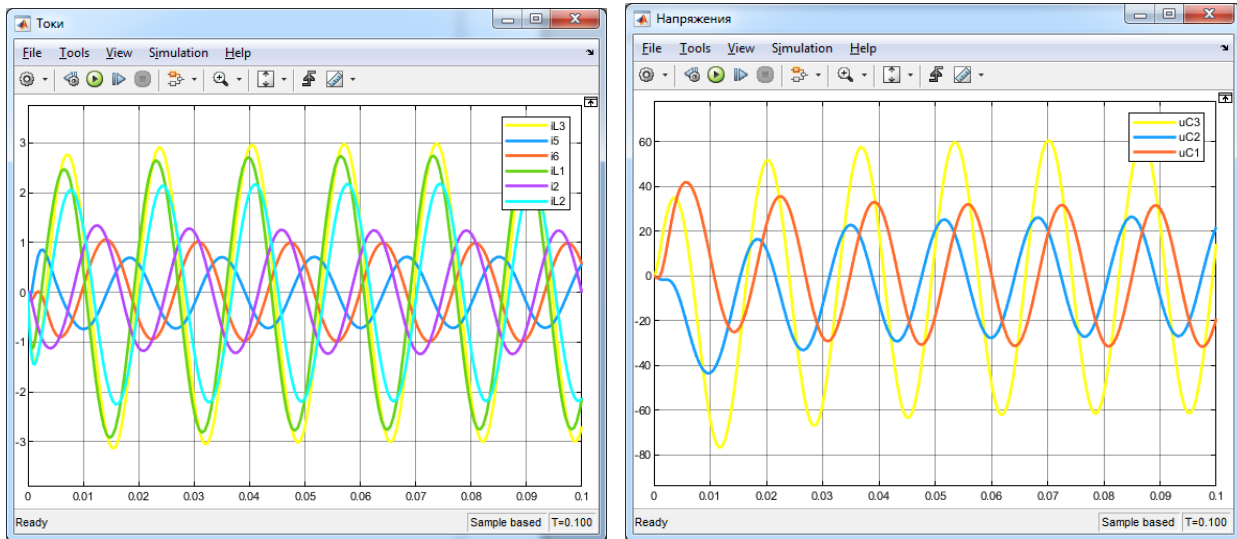 Токи
File Tools View Simulation Help
3
2
1
0
-1
-2
-3
0 0.01 0.02 0.03 0.04 0.05 0.06 0.07 0.08 0.09 0.1
iL3
i5
i6
iL1
i2
iL2
Ready Sample based T=0.100
Напряжения
File Tools View Simulation Help
60
40
20
0
-20
-40
-60
-80
0 0.01 0.02 0.03 0.04 0.05 0.06 0.07 0.08 0.09 0.1
uC3
uC2
uC1
Ready Sample based T=0.100